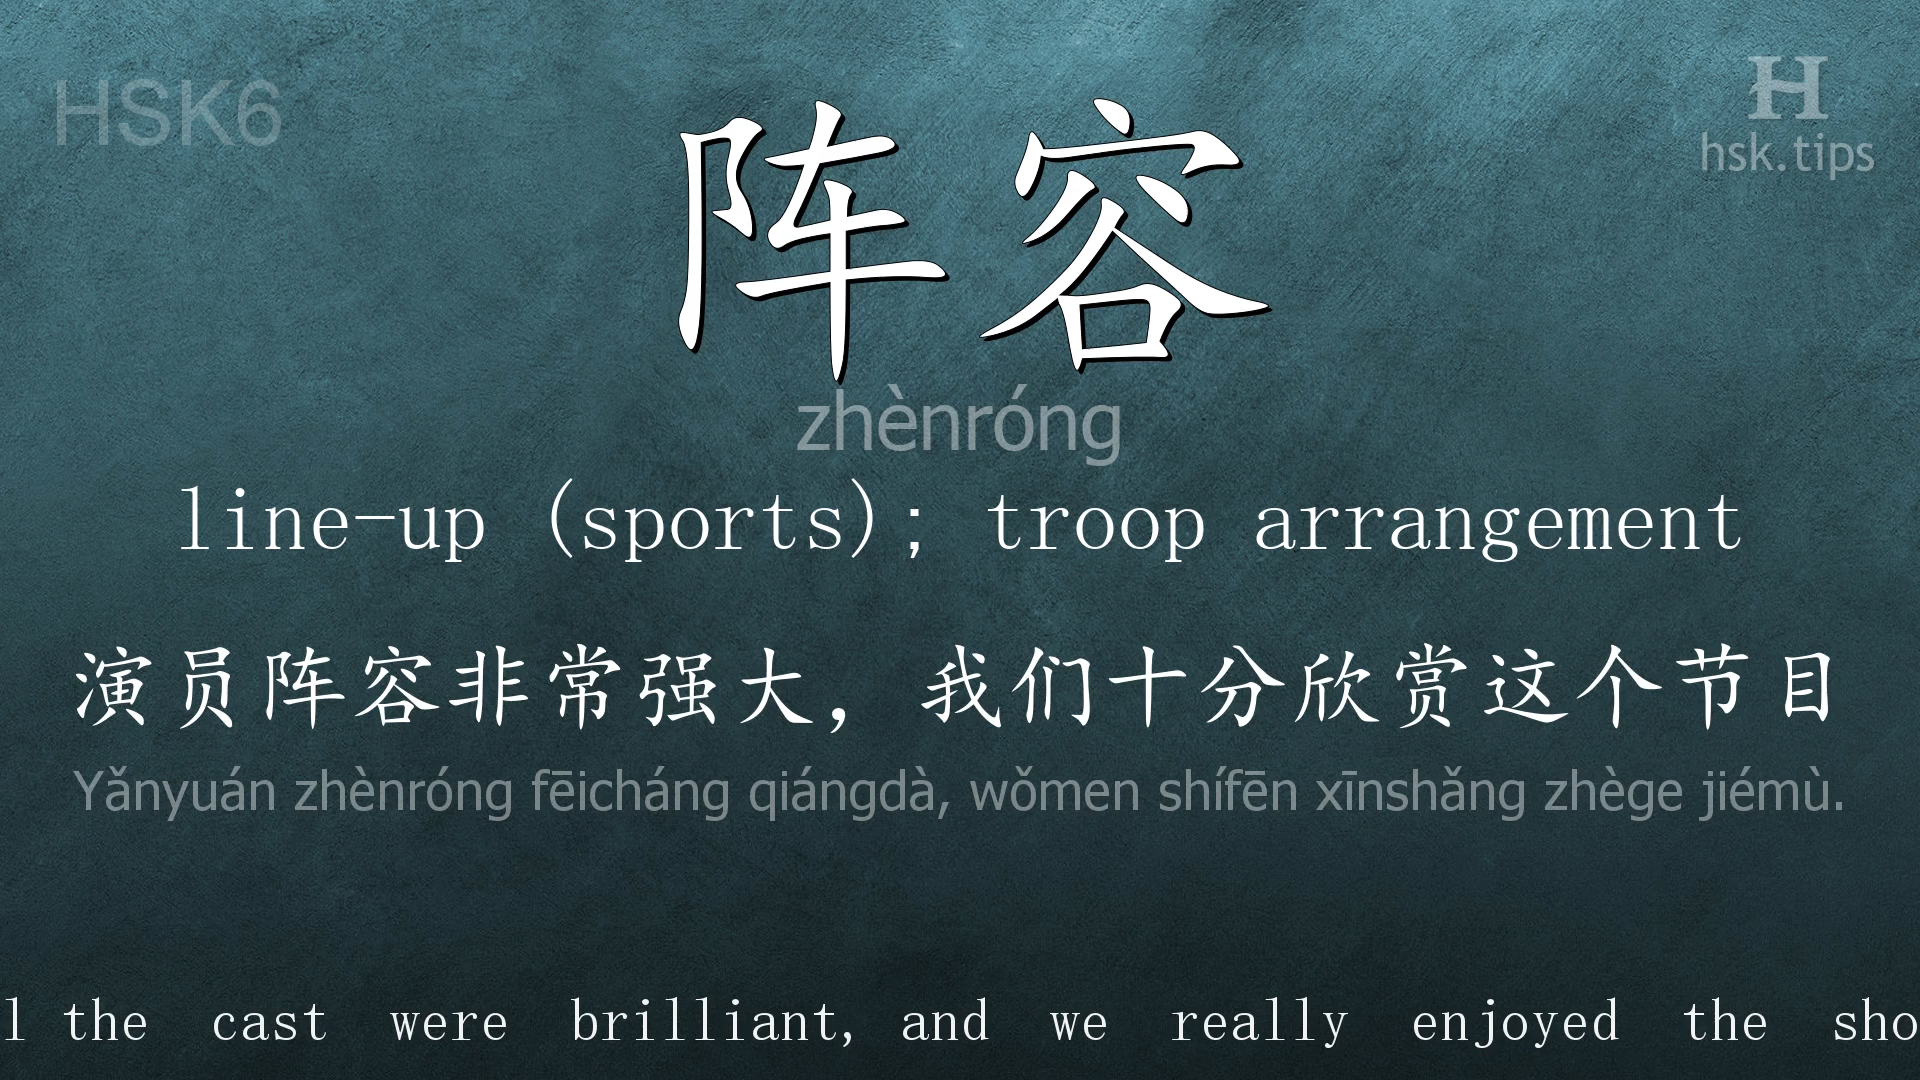 HSK6
H
hsk.tips
阵容
zhènróng
line-up (sports); troop arrangement
演员阵容非常强大，我们十分欣赏这个节目
Yǎnyuán zhènróng fēicháng qiángdà, wǒmen shífēn xīnshǎng zhège jiémù.
l the cast were brilliant, and we really enjoyed the sho